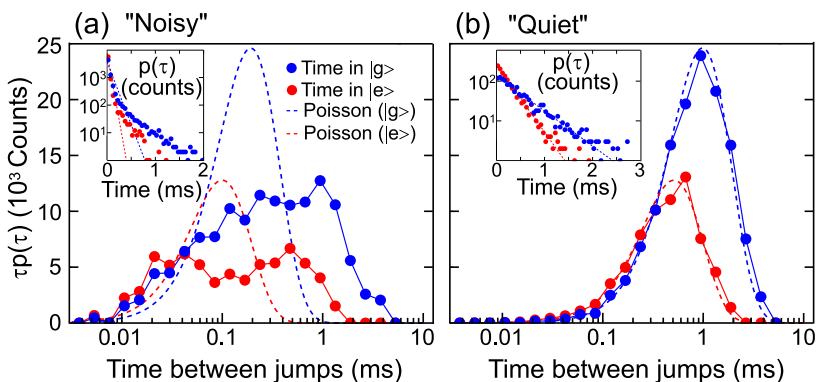 (a) "Noisy"
(b) "Quiet"
τp(τ) (10³ Counts)
25
20
15
10
5
0
p(τ)
(counts)
10³
10²
10¹
0 1 2
Time (ms)
Time in |g>
Time in |e>
Poisson (|g>)
Poisson (|e>)
0.01 0.1 1 10
Time between jumps (ms)
p(τ)
(counts)
10²
10¹
0 1 2 3
Time (ms)
0.01 0.1 1 10
Time between jumps (ms)